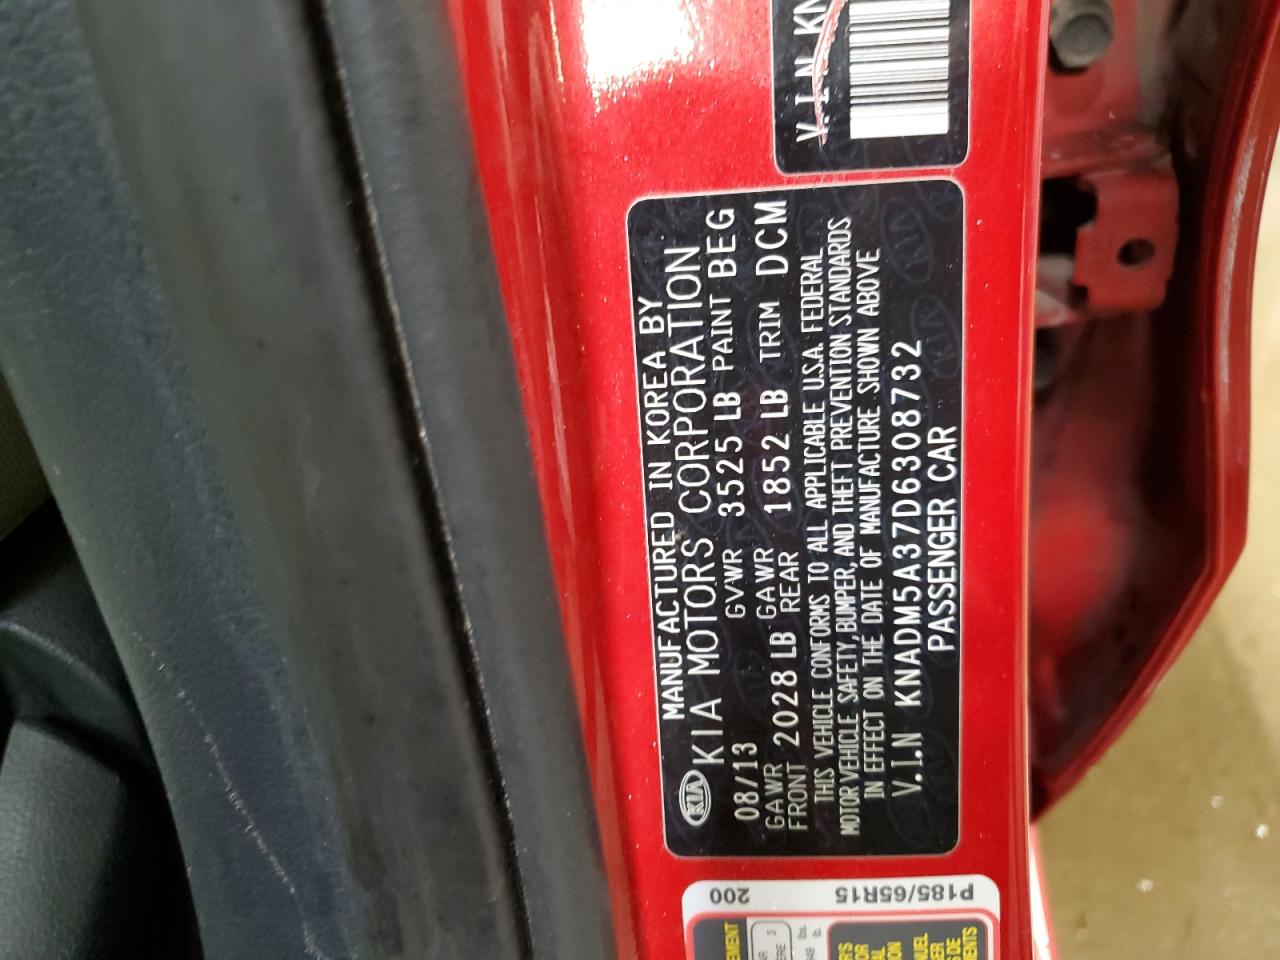 V.I.N KN
KIA
MANUFACTURED IN KOREA BY
KIA MOTORS CORPORATION
08/13 GVWR 3525 LB PAINT BEG
GAWR FRONT 2028 LB GAWR REAR 1852 LB TRIM DCM
THIS VEHICLE CONFORMS TO ALL APPLICABLE U.S.A. FEDERAL
MOTOR VEHICLE SAFETY, BUMPER, AND THEFT PREVENTION STANDARDS
IN EFFECT ON THE DATE OF MANUFACTURE SHOWN ABOVE
V.I.N KNADM5A37D6308732
PASSENGER CAR
200
P185/65R15